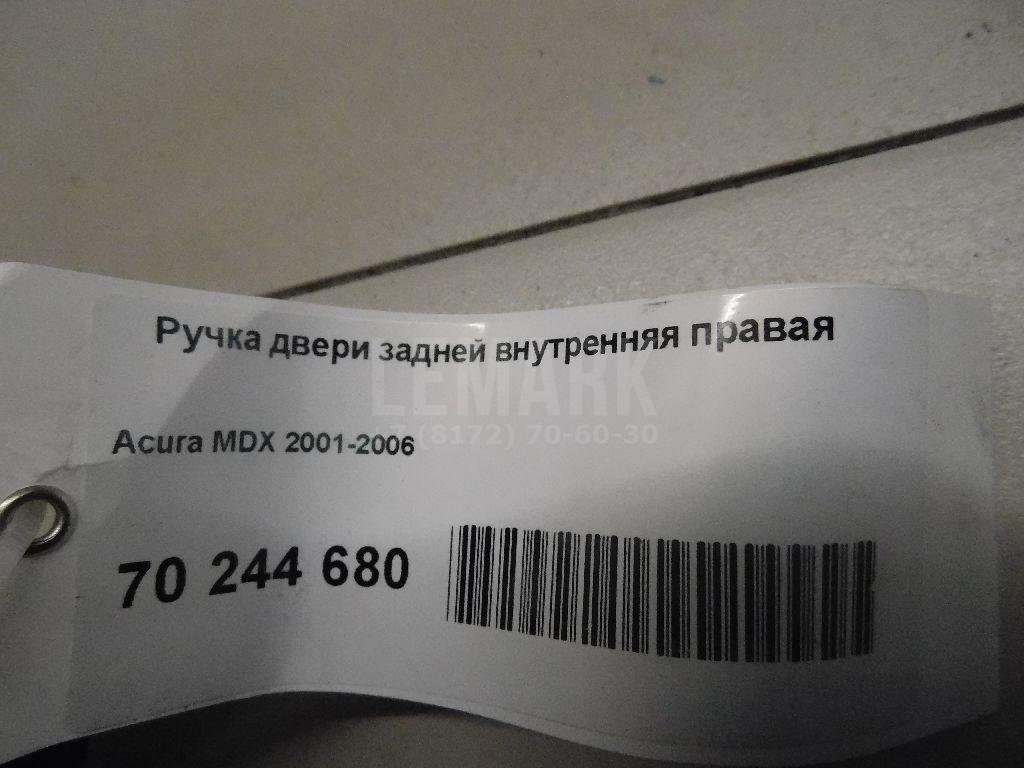 Ручка двери задней внутренняя правая
LEMARK
+7 (8172) 70-60-30
Acura MDX 2001-2006
70 244 680